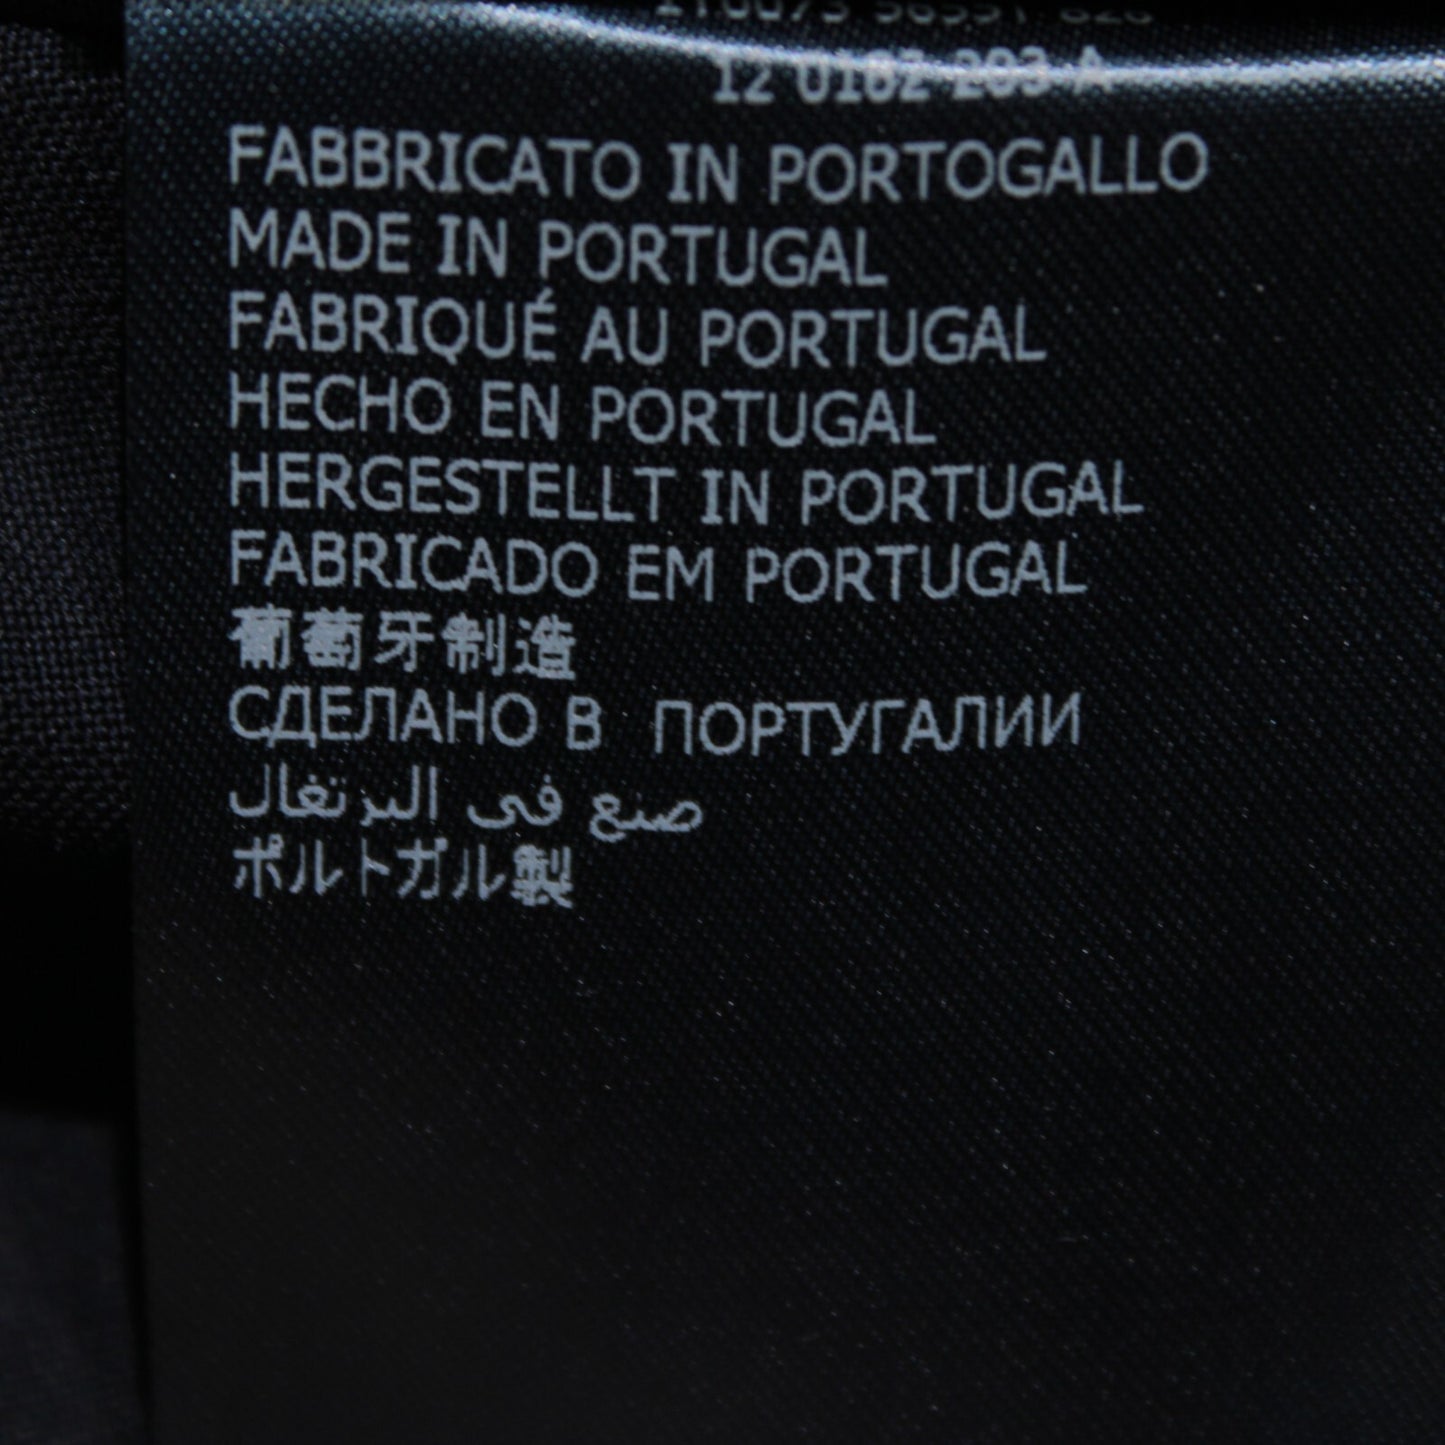 12 0182 203 A
FABBRICATO IN PORTOGALLO
MADE IN PORTUGAL
FABRIQUÉ AU PORTUGAL
HECHO EN PORTUGAL
HERGESTELLT IN PORTUGAL
FABRICADO EM PORTUGAL
葡萄牙制造
СДЕЛАНО В ПОРТУГАЛИИ
صنع فى البرتغال
ポルトガル製